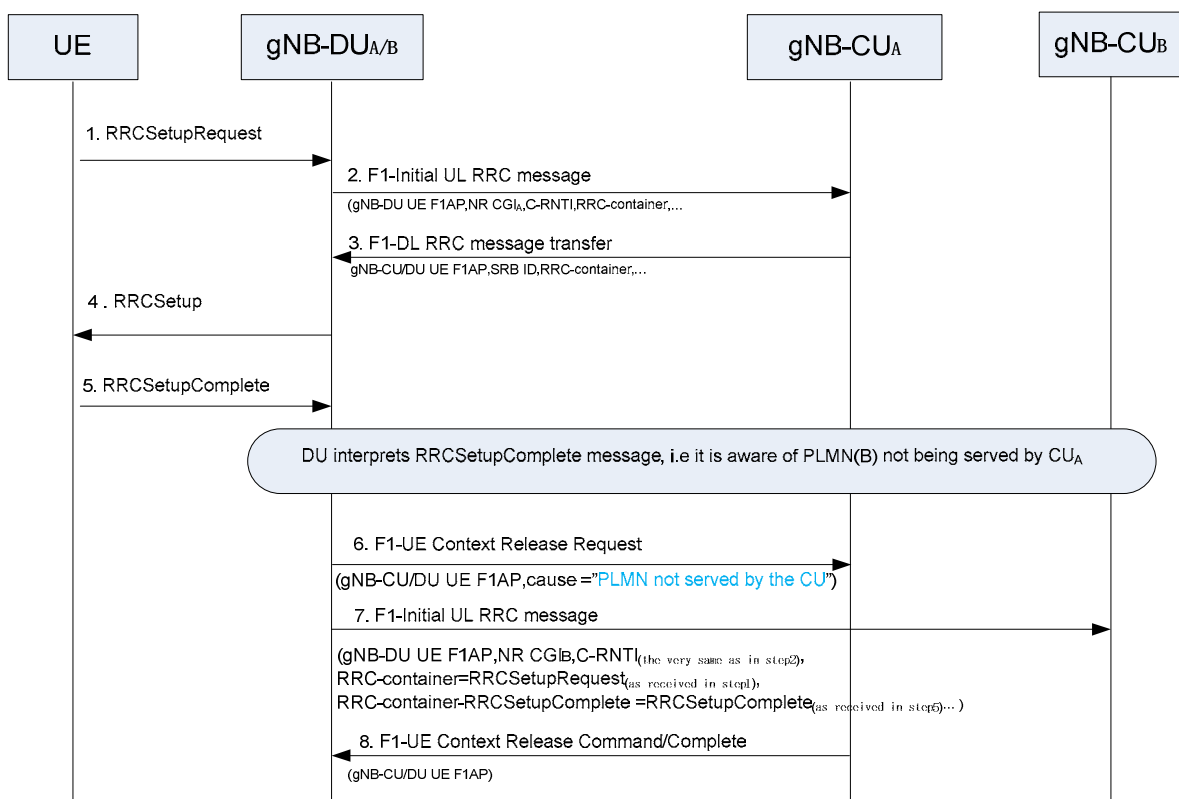 UE
gNB-DUA/B
gNB-CUA
gNB-CUB
1. RRCSetupRequest
2. F1-Initial UL RRC message
(gNB-DU UE F1AP,NR CGIA,C-RNTI,RRC-container,...
3. F1-DL RRC message transfer
gNB-CU/DU UE F1AP,SRB ID,RRC-container,...
4 . RRCSetup
5. RRCSetupComplete
DU interprets RRCSetupComplete message, i.e it is aware of PLMN(B) not being served by CUA
6. F1-UE Context Release Request
(gNB-CU/DU UE F1AP,cause =”PLMN not served by the CU”)
7. F1-Initial UL RRC message
(gNB-DU UE F1AP,NR CGIB,C-RNTI(the very same as in step2),
RRC-container=RRCSetupRequest(as received in step1),
RRC-container-RRCSetupComplete =RRCSetupComplete(as received in step5)… )
8. F1-UE Context Release Command/Complete
(gNB-CU/DU UE F1AP)